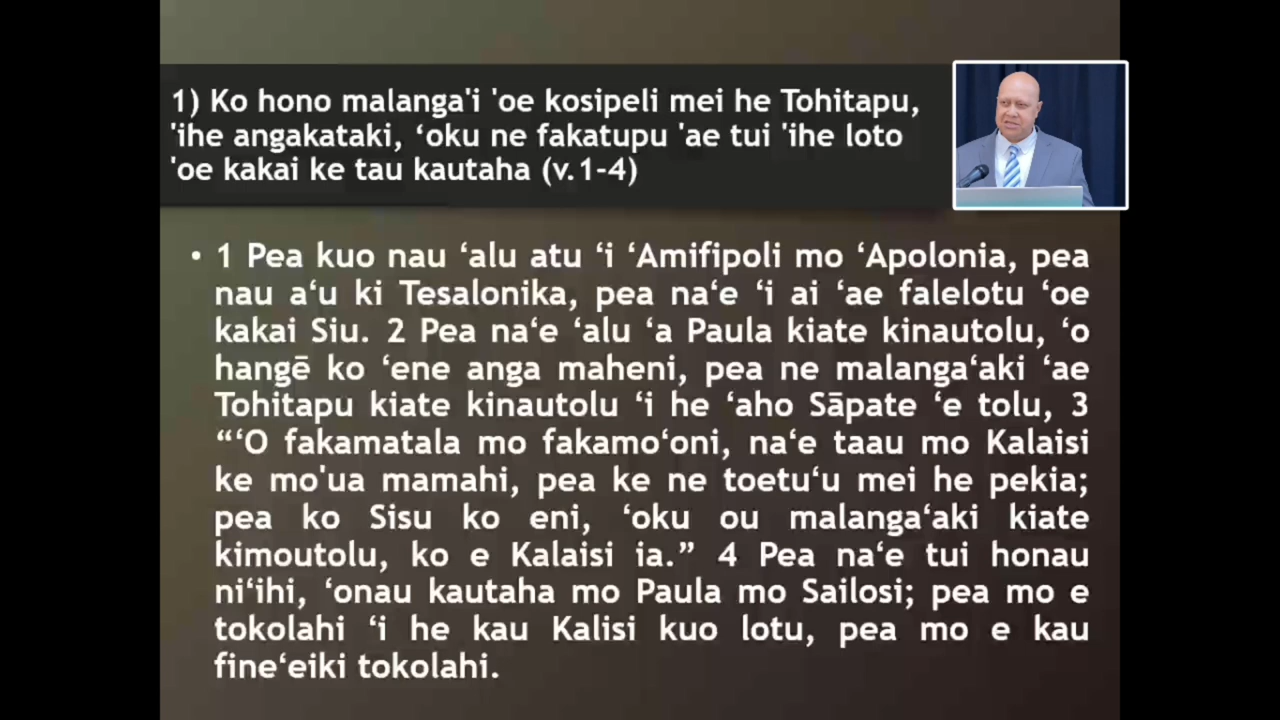 1) Ko hono malanga'i 'oe kosipeli mei he Tohitapu,
'ihe angakataki, ‘oku ne fakatupu 'ae tui 'ihe loto
'oe kakai ke tau kautaha (v.1-4)
• 1 Pea kuo nau ‘alu atu ‘i ‘Amifipoli mo ‘Apolonia, pea
nau a‘u ki Tesalonika, pea na‘e ‘i ai ‘ae falelotu ‘oe
kakai Siu. 2 Pea na‘e ‘alu ‘a Paula kiate kinautolu, ‘o
hangē ko ‘ene anga maheni, pea ne malanga‘aki ‘ae
Tohitapu kiate kinautolu ‘i he ‘aho Sāpate ‘e tolu, 3
“‘O fakamatala mo fakamo‘oni, na‘e taau mo Kalaisi
ke mo'ua mamahi, pea ke ne toetu‘u mei he pekia;
pea ko Sisu ko eni, ‘oku ou malanga‘aki kiate
kimoutolu, ko e Kalaisi ia.” 4 Pea na‘e tui honau
ni‘ihi, ‘onau kautaha mo Paula mo Sailosi; pea mo e
tokolahi ‘i he kau Kalisi kuo lotu, pea mo e kau
fine‘eiki tokolahi.